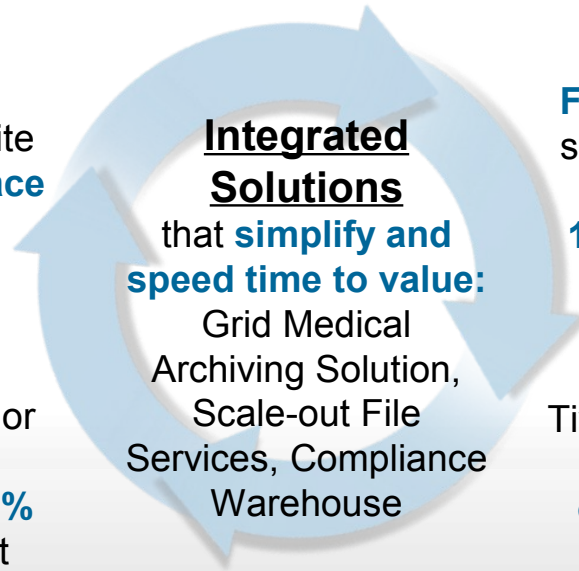 Integrated
Solutions
that simplify and
speed time to value:
Grid Medical
Archiving Solution,
Scale-out File
Services, Compliance
Warehouse
or
%